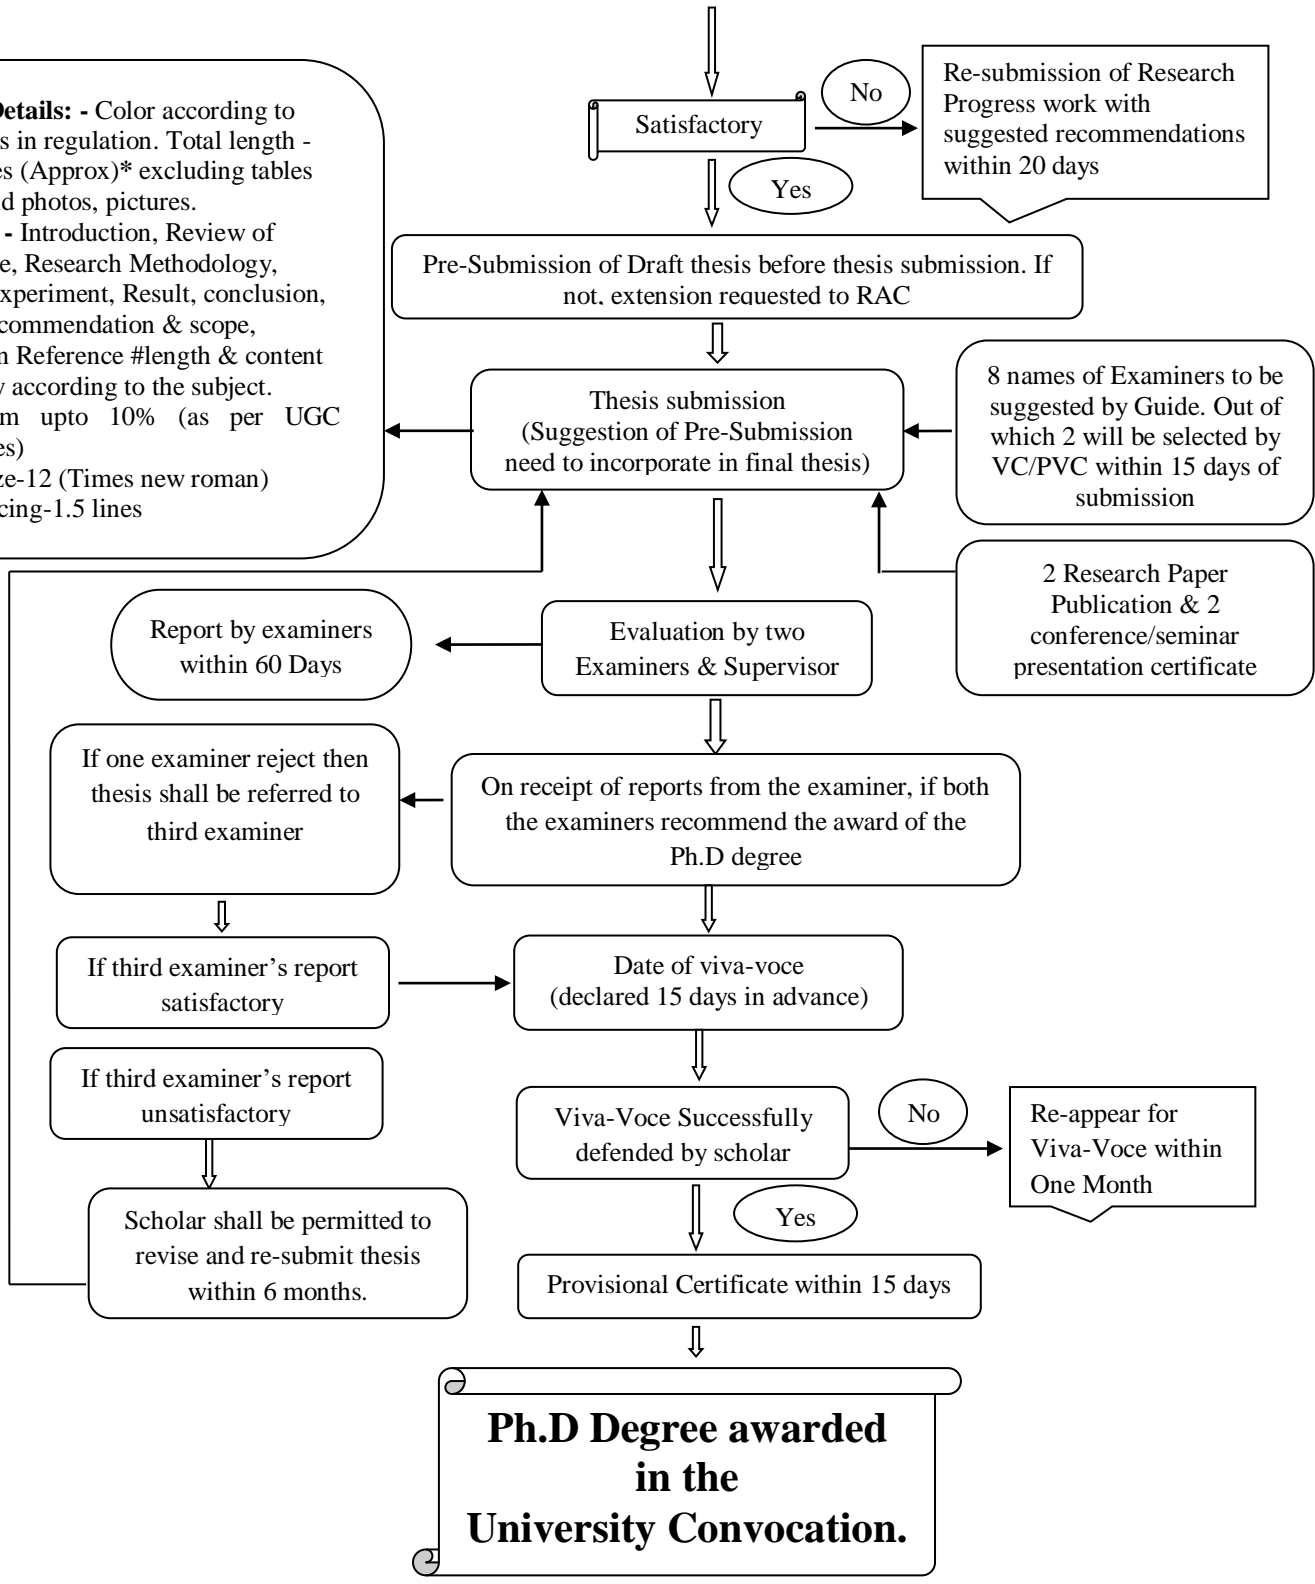 No
Satisfactory
Yes
Re-submission of Research
Progress work with
suggested recommendations
within 20 days
Details: - Color according to
s in regulation. Total length -
es (Approx)* excluding tables
d photos, pictures.
- Introduction, Review of
e, Research Methodology,
xperiment, Result, conclusion,
commendation & scope,
n Reference #length & content
y according to the subject.
m upto 10% (as per UGC
es)
ze-12 (Times new roman)
cing-1.5 lines
Pre-Submission of Draft thesis before thesis submission. If
not, extension requested to RAC
Thesis submission
(Suggestion of Pre-Submission
need to incorporate in final thesis)
8 names of Examiners to be
suggested by Guide. Out of
which 2 will be selected by
VC/PVC within 15 days of
submission
2 Research Paper
Publication & 2
conference/seminar
presentation certificate
Report by examiners
within 60 Days
Evaluation by two
Examiners & Supervisor
If one examiner reject then
thesis shall be referred to
third examiner
On receipt of reports from the examiner, if both
the examiners recommend the award of the
Ph.D degree
If third examiner's report
satisfactory
Date of viva-voce
(declared 15 days in advance)
If third examiner's report
unsatisfactory
Viva-Voce Successfully
defended by scholar
No
Re-appear for
Viva-Voce within
One Month
Yes
Scholar shall be permitted to
revise and re-submit thesis
within 6 months.
Provisional Certificate within 15 days
Ph.D Degree awarded
in the
University Convocation.